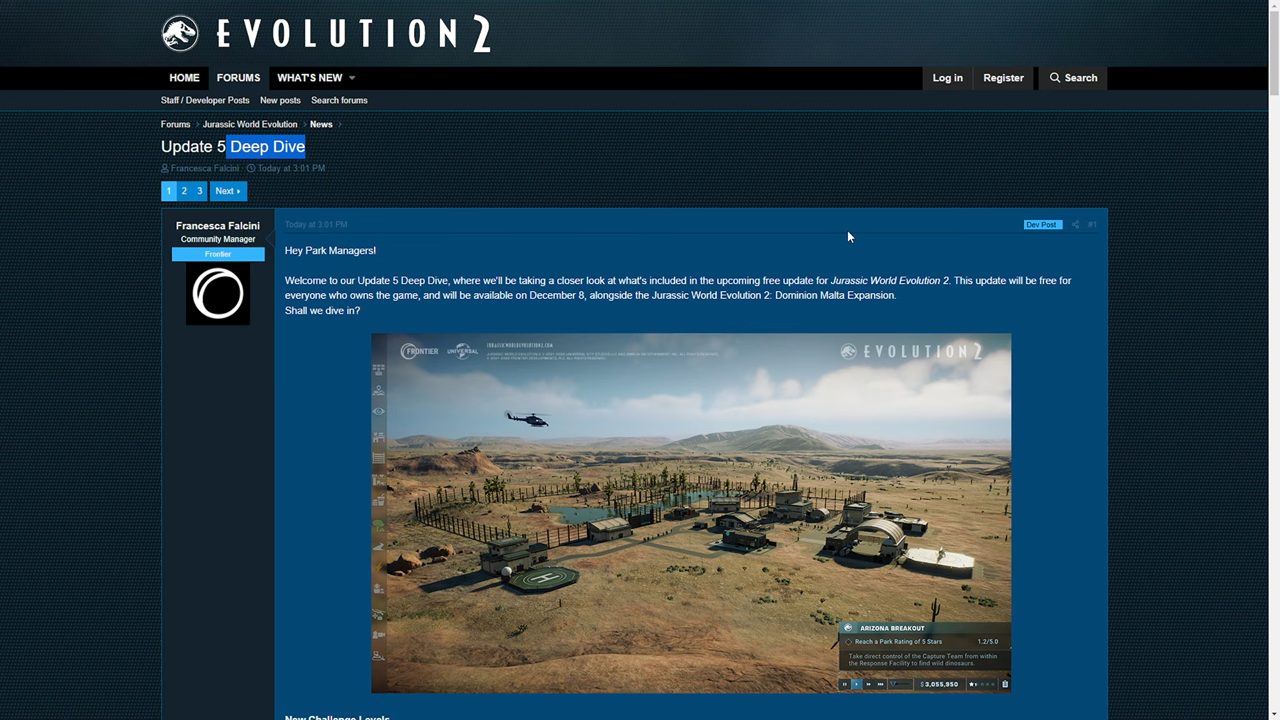 EVOLUTION 2
HOME FORUMS WHAT'S NEW Log in Register Search
Staff / Developer Posts New posts Search forums
Forums Jurassic World Evolution News
Update 5 Deep Dive
Francesca Falcini · Today at 3:01 PM
1 2 3 Next
Francesca Falcini
Community Manager
Frontier
Today at 3:01 PM Dev Post #1
Hey Park Managers!
Welcome to our Update 5 Deep Dive, where we'll be taking a closer look at what's included in the upcoming free update for Jurassic World Evolution 2. This update will be free for
everyone who owns the game, and will be available on December 8, alongside the Jurassic World Evolution 2: Dominion Malta Expansion.
Shall we dive in?
FRONTIER UNIVERSAL JURASSICWORLDEVOLUTION2.COM EVOLUTION 2
ARIZONA BREAKOUT
Reach a Park Rating of 5 Stars 1.2/5.0
Take direct control of the Capture Team from within
the Response Facility to find wild dinosaurs.
$3,055,950
New Challenge Levels